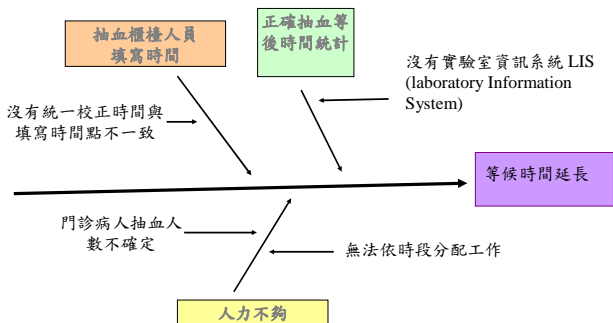 抽血櫃檯人員
填寫時間
正確抽血等
後時間統計
沒有實驗室資訊系統 LIS
(laboratory Information
System)
沒有統一校正時間與
填寫時間點不一致
等候時間延長
門診病人抽血人
數不確定
無法依時段分配工作
人力不夠